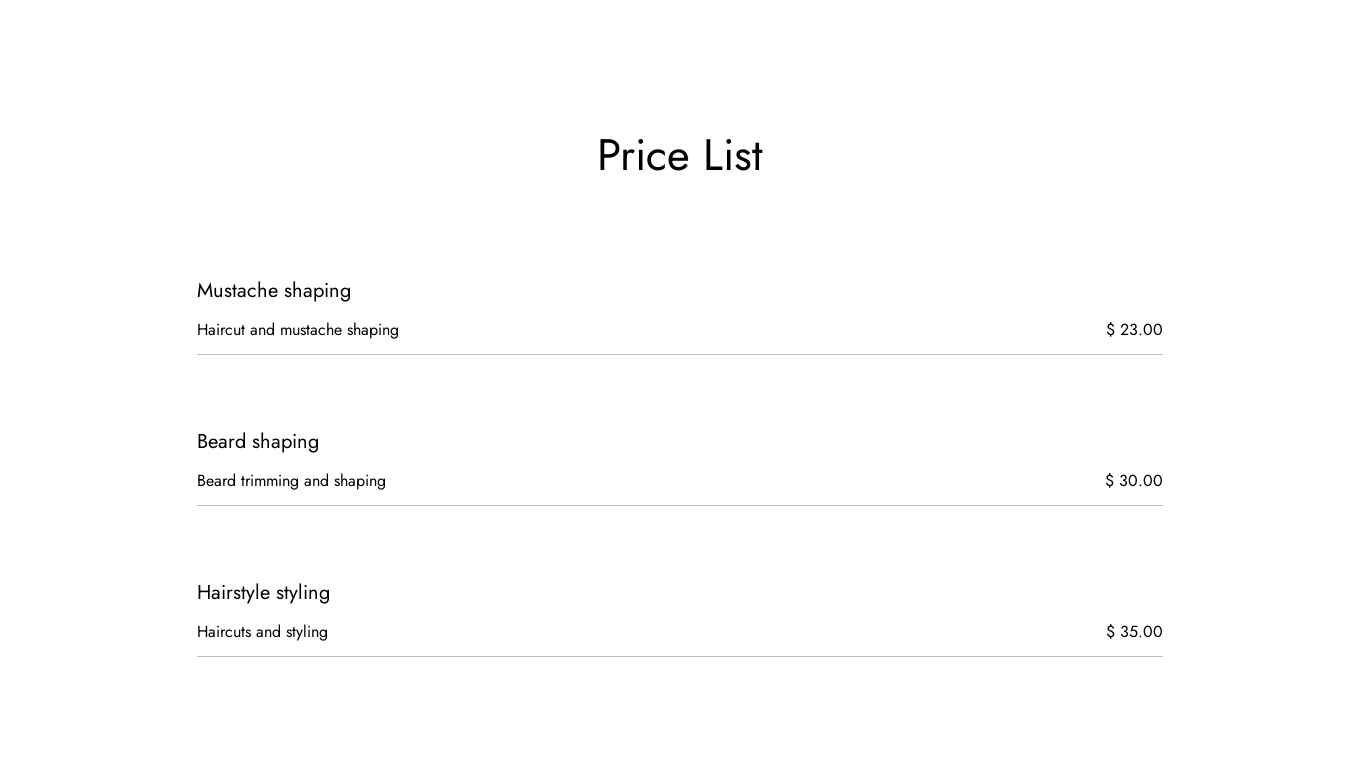 Price List
Mustache shaping
Haircut and mustache shaping $ 23.00
Beard shaping
Beard trimming and shaping $ 30.00
Hairstyle styling
Haircuts and styling $ 35.00